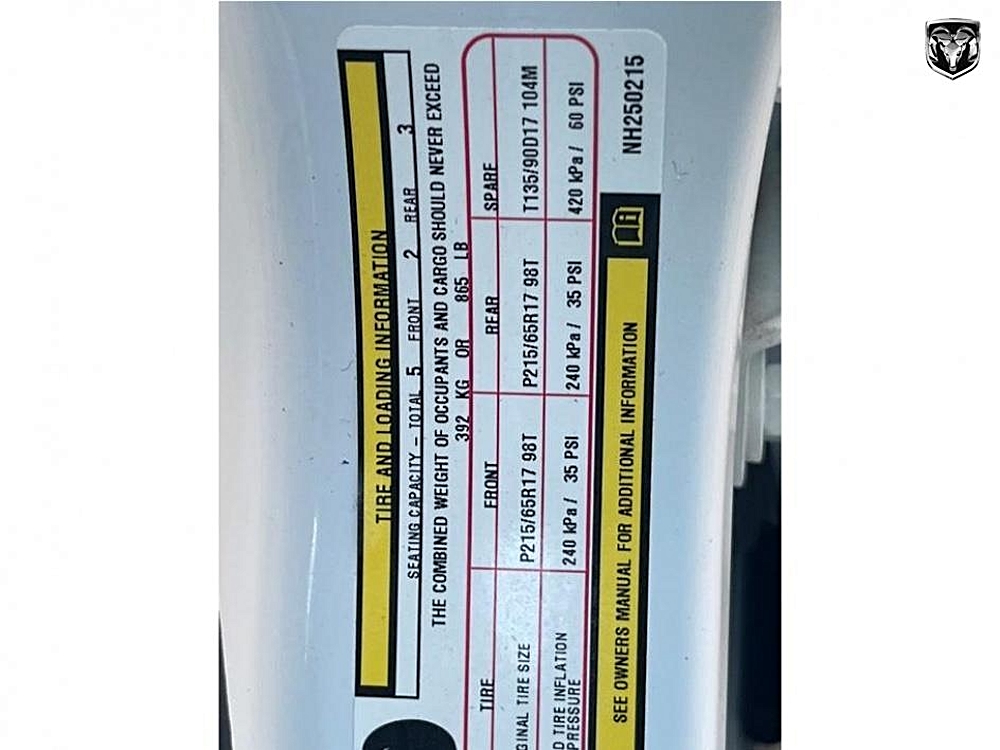 TIRE AND LOADING INFORMATION
SEATING CAPACITY – TOTAL 5 FRONT 2 REAR 3
THE COMBINED WEIGHT OF OCCUPANTS AND CARGO SHOULD NEVER EXCEED
392 KG OR 865 LB
TIRE FRONT REAR SPARE
GINAL TIRE SIZE P215/65R17 98T P215/65R17 98T T135/90D17 104M
D TIRE INFLATION
PRESSURE 240 kPa / 35 PSI 240 kPa / 35 PSI 420 kPa / 60 PSI
SEE OWNERS MANUAL FOR ADDITIONAL INFORMATION
NH250215